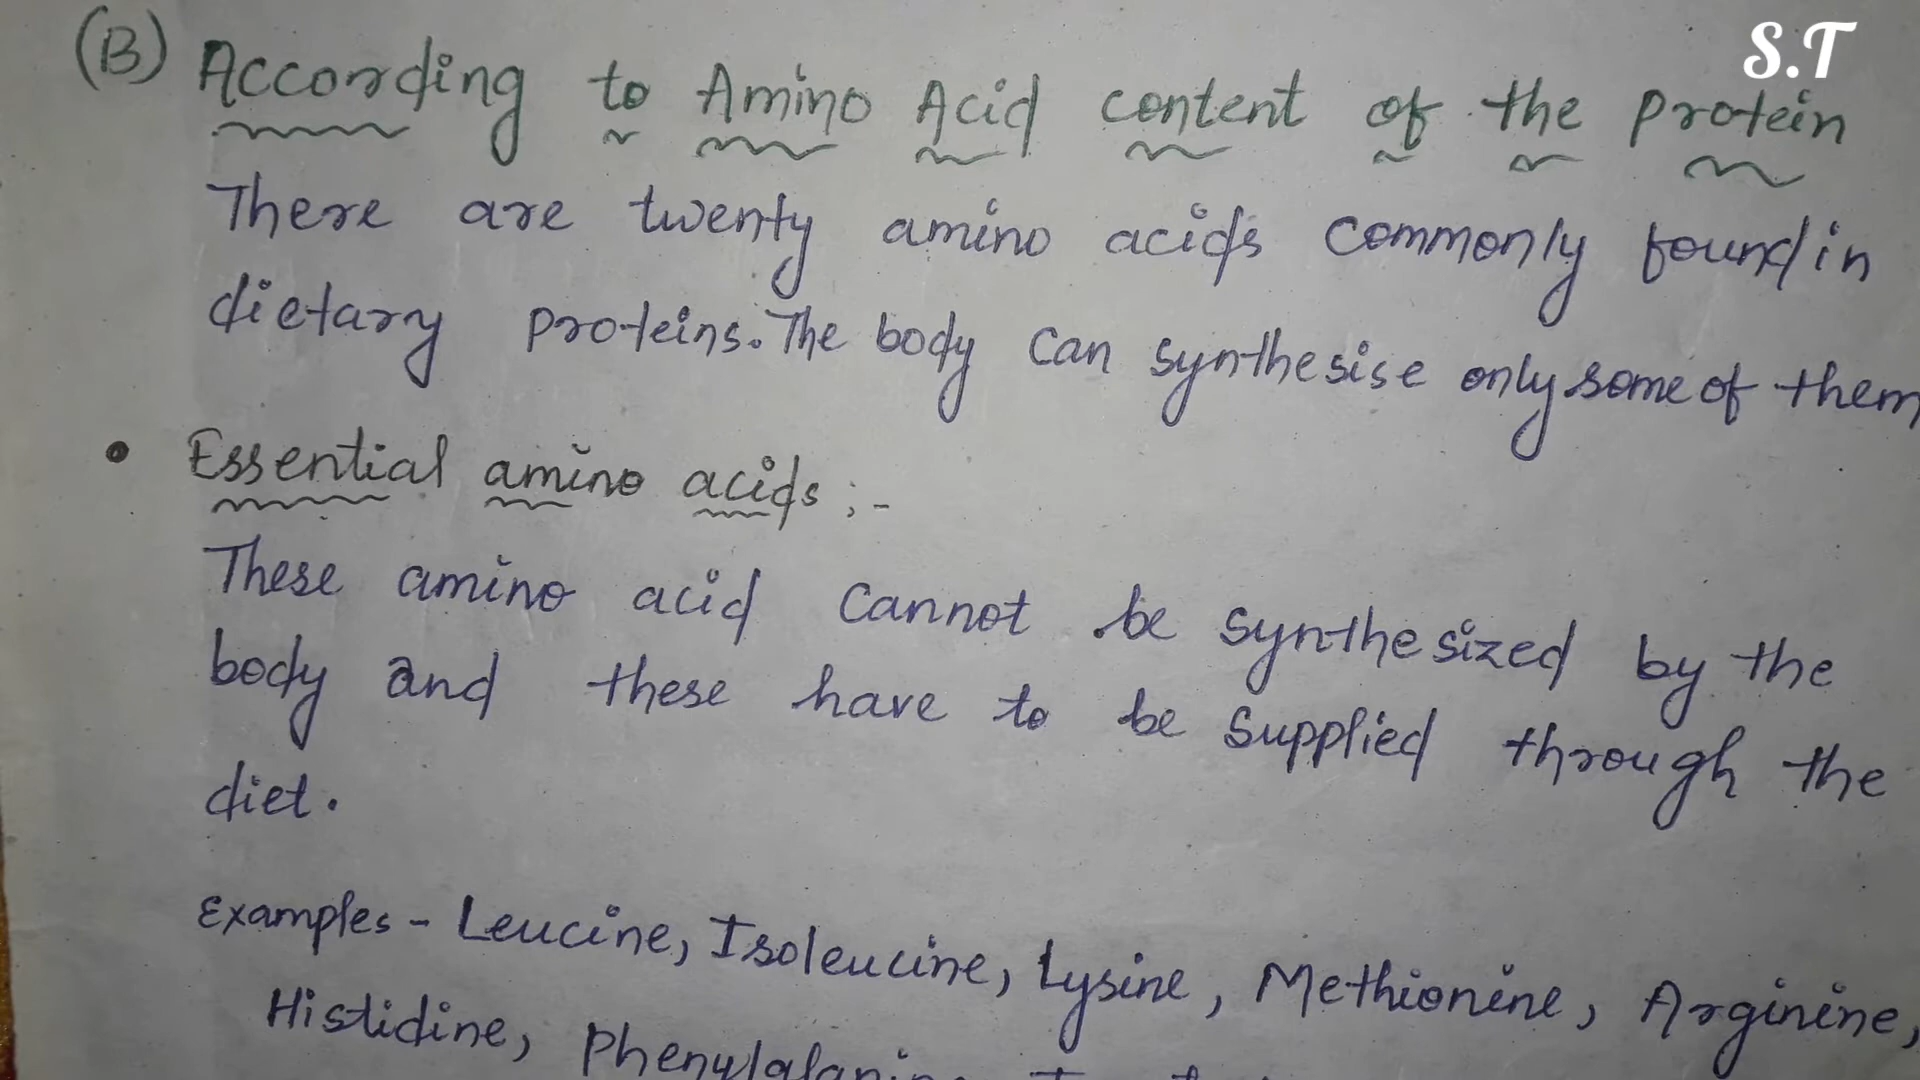 S.T
(B) According to Amino Acid content of the protein
There are twenty amino acids commonly found in
dietary proteins. The body can synthesise only some of them
• Essential amino acids ;-
These amino acid cannot be synthesized by the
body and these have to be supplied through the
diet.
Examples - Leucine, Isoleucine, Lysine, Methionine, Arginine,
Histidine, Phenylalanine